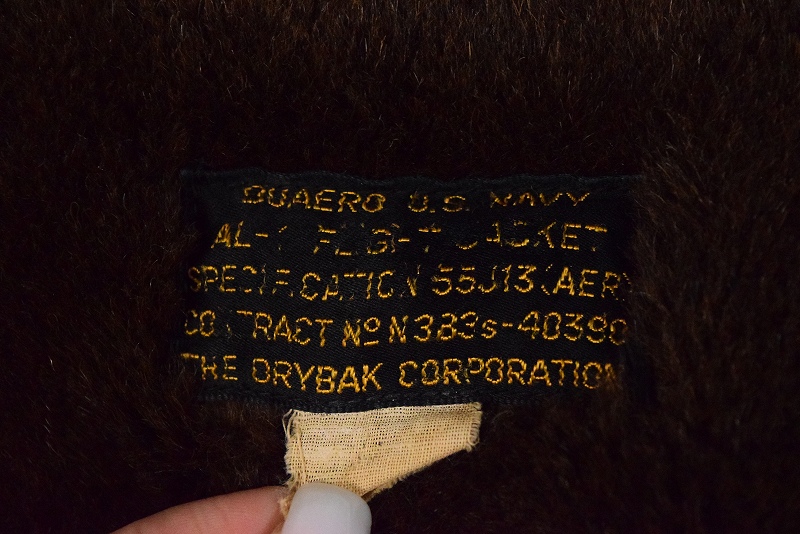 BUAERO U.S. NAVY
AL-1 FLIGHT JACKET
SPECIFICATION 55J13 (AER)
CONTRACT No N383s-40390
THE DRYBAK CORPORATION